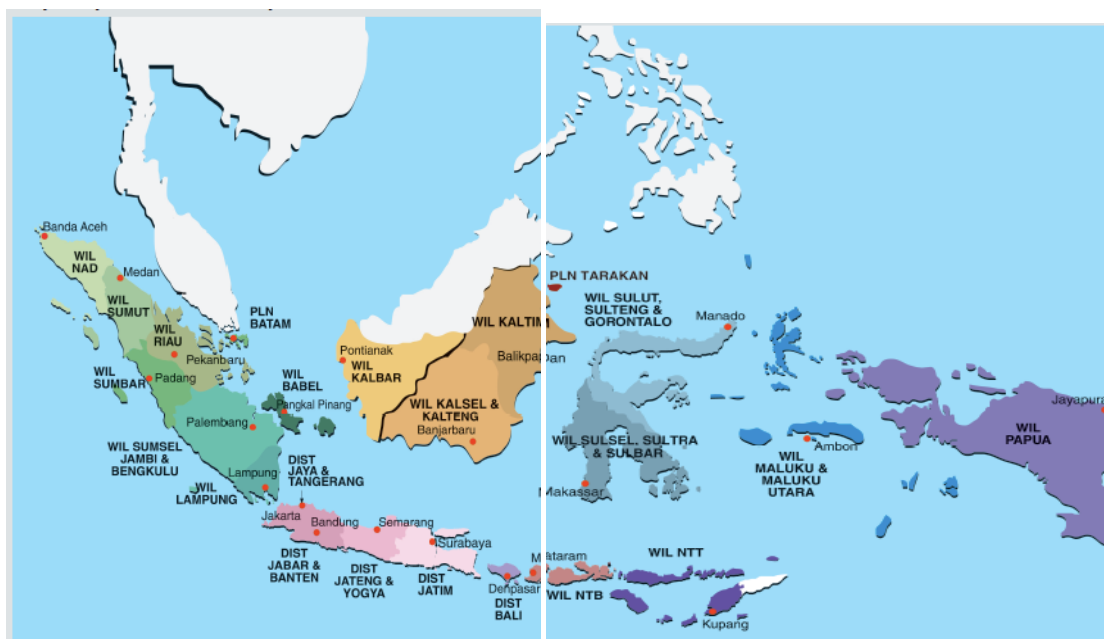 Banda Aceh
WIL
NAD
Medan
WIL
SUMUT
PLN
BATAM
WIL
RIAU
Pekanbaru
WIL
SUMBAR
Padang
WIL
BABEL
Pangkal Pinang
Palembang
WIL SUMSEL
JAMBI &
BENGKULU
Lampung
WIL
LAMPUNG
DIST
JAYA &
TANGERANG
Jakarta
Bandung
Semarang
Surabaya
DIST
JABAR &
BANTEN
DIST
JATENG &
YOGYA
DIST
JATIM
Denpasar
DIST
BALI
Pontianak
WIL
KALBAR
WIL KALTIM
Balikpapan
WIL KALSEL &
KALTENG
Banjarbaru
PLN TARAKAN
WIL SULUT,
SULTENG &
GORONTALO
Manado
WIL SULSEL, SULTRA
& SULBAR
Makassar
Mataram
WIL NTB
WIL NTT
Kupang
Ambon
WIL
MALUKU &
MALUKU
UTARA
Jayapura
WIL
PAPUA